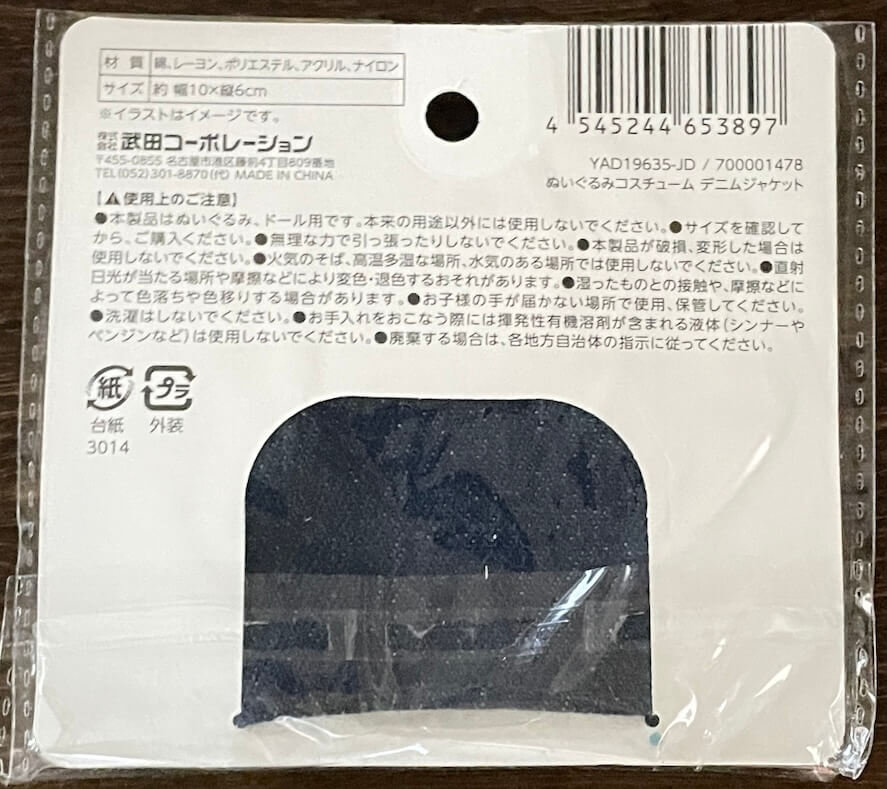 材 質 綿、レーヨン、ポリエステル、アクリル、ナイロン
サイズ 約 幅10×縦6cm
※イラストはイメージです。
株式会社 武田コーポレーション
〒455-0855 名古屋市港区藤前4丁目809番地
TEL(052)301-8870(代) MADE IN CHINA
4 545244 653897
YAD19635-JD / 700001478
ぬいぐるみコスチューム デニムジャケット
【⚠使用上のご注意】
●本製品はぬいぐるみ、ドール用です。本来の用途以外には使用しないでください。●サイズを確認して
から、ご購入ください。●無理な力で引っ張ったりしないでください。●本製品が破損、変形した場合は
使用しないでください。●火気のそば、高温多湿な場所、水気のある場所では使用しないでください。●直射
日光が当たる場所や摩擦などにより変色・退色するおそれがあります。●湿ったものとの接触や、摩擦などに
よって色落ちや色移りする場合があります。●お子様の手が届かない場所で使用、保管してください。
●洗濯はしないでください。●お手入れをおこなう際には揮発性有機溶剤が含まれる液体(シンナーや
ベンジンなど)は使用しないでください。●廃棄する場合は、各地方自治体の指示に従ってください。
紙 プラ
台紙 外装
3014